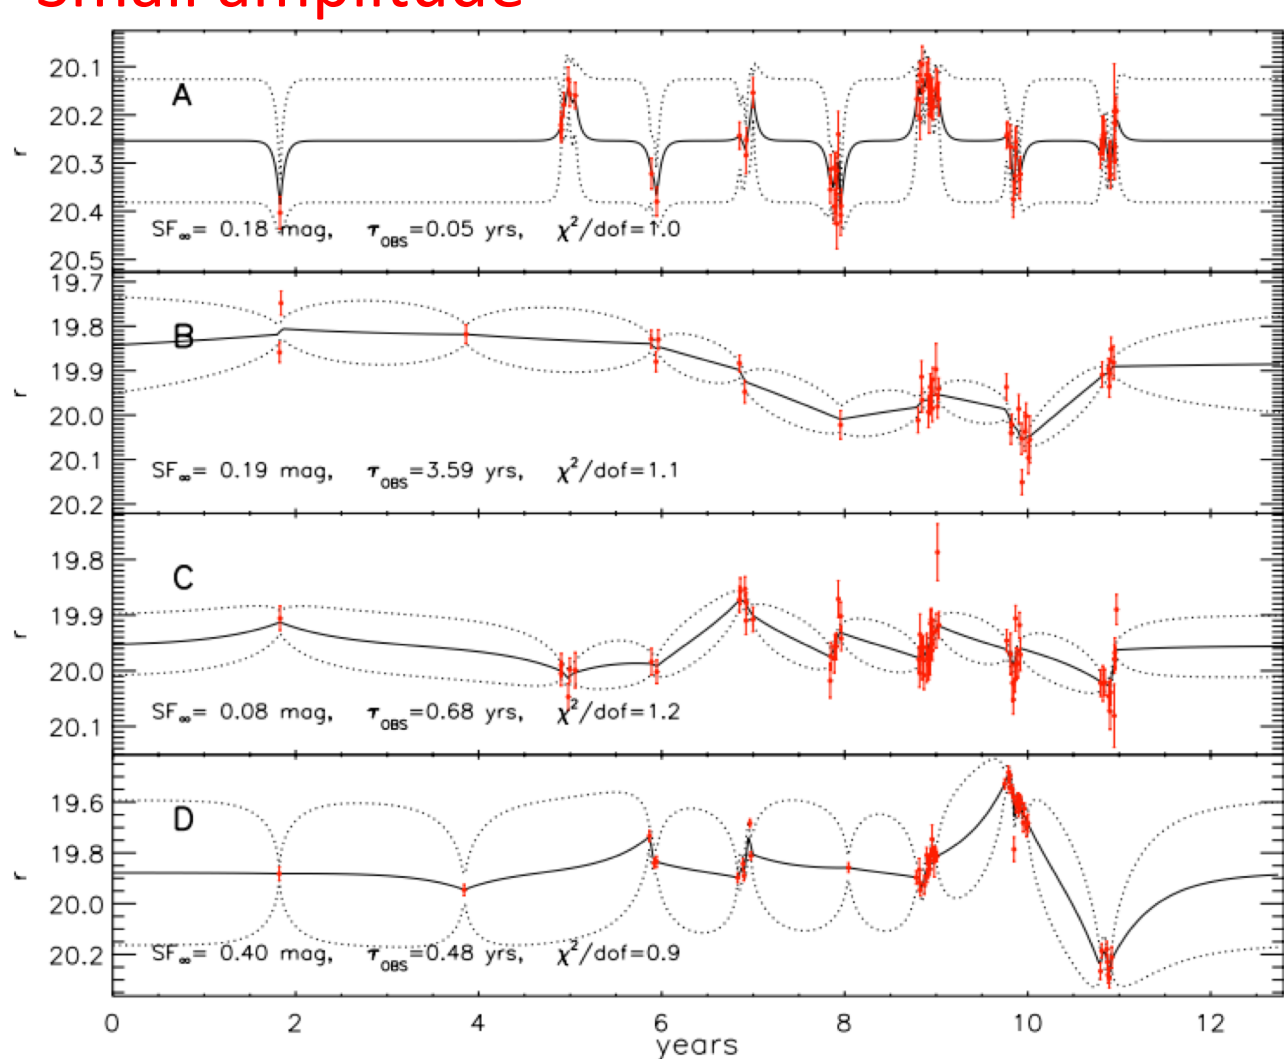 Small amplitude
A
20.1
20.2
20.3
20.4
20.5
r
SF∞= 0.18 mag, τOBS=0.05 yrs, χ²/dof=1.0
B
19.7
19.8
19.9
20.0
20.1
20.2
r
SF∞= 0.19 mag, τOBS=3.59 yrs, χ²/dof=1.1
C
19.8
19.9
20.0
20.1
r
SF∞= 0.08 mag, τOBS=0.68 yrs, χ²/dof=1.2
D
19.6
19.8
20.0
20.2
r
SF∞= 0.40 mag, τOBS=0.48 yrs, χ²/dof=0.9
0 2 4 6 8 10 12
years